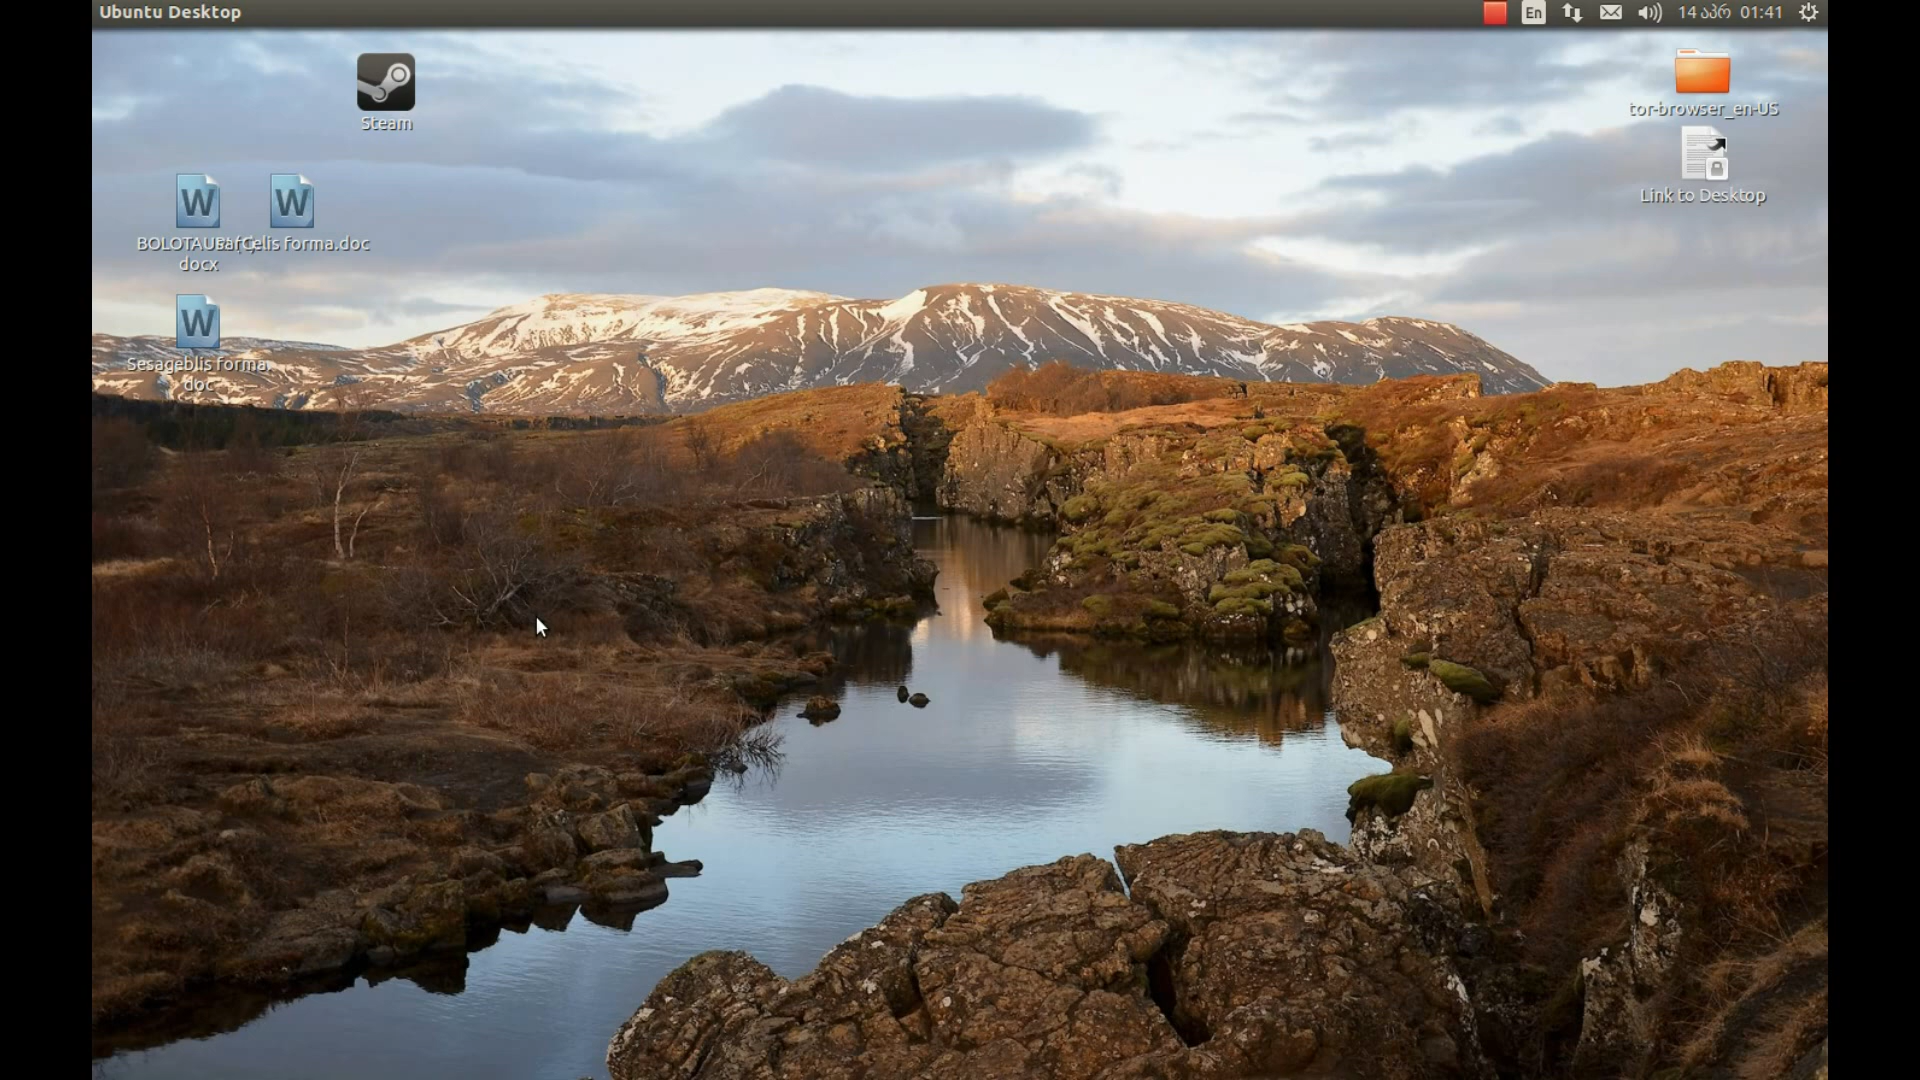 Ubuntu Desktop
En
14 აპრ 01:41
Steam
tor-browser_en-US
Link to Desktop
docx
forma.doc
Sesageblis forma.
doc